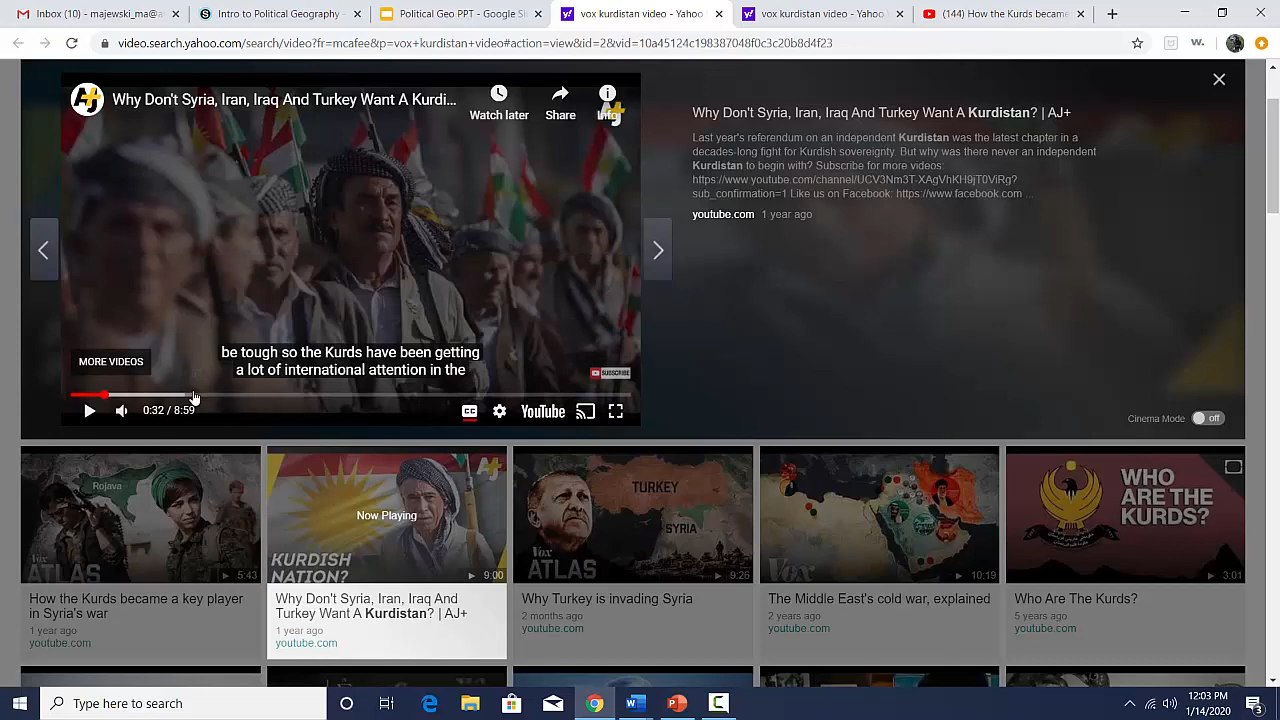 Inbox (910) - majewski_ma@a
Intro to Political Geography -
Political Geo PPT - Google Sl
vox kurdistan video - Yahoo
vox kurdistan video - Yahoo V
(144) How the Kurds became
video.search.yahoo.com/search/video?fr=mcafee&p=vox+kurdistan+video#action=view&id=2&vid=10a45124c198387048f0c3c20b8d4f23
W.
Why Don't Syria, Iran, Iraq And Turkey Want A Kurdi...
Watch later
Share
Info
be tough so the Kurds have been getting
a lot of international attention in the
MORE VIDEOS
SUBSCRIBE
0:32 / 8:59
CC
YouTube
Why Don't Syria, Iran, Iraq And Turkey Want A Kurdistan? | AJ+
Last year's referendum on an independent Kurdistan was the latest chapter in a
decades-long fight for Kurdish sovereignty. But why was there never an independent
Kurdistan to begin with? Subscribe for more videos:
https://www.youtube.com/channel/UCV3Nm3T-XAgVhKH9jT0ViRg?
sub_confirmation=1 Like us on Facebook: https://www.facebook.com ...
youtube.com 1 year ago
Cinema Mode off
Rojava
Vox
ATLAS
5:43
How the Kurds became a key player
in Syria's war
1 year ago
youtube.com
Now Playing
KURDISH
NATION?
9:00
Why Don't Syria, Iran, Iraq And
Turkey Want A Kurdistan? | AJ+
1 year ago
youtube.com
TURKEY
SYRIA
Vox
ATLAS
9:26
Why Turkey is invading Syria
2 months ago
youtube.com
Vox
10:19
The Middle East's cold war, explained
2 years ago
youtube.com
WHO
ARE THE
KURDS?
3:01
Who Are The Kurds?
5 years ago
youtube.com
Type here to search
12:03 PM
1/14/2020
3